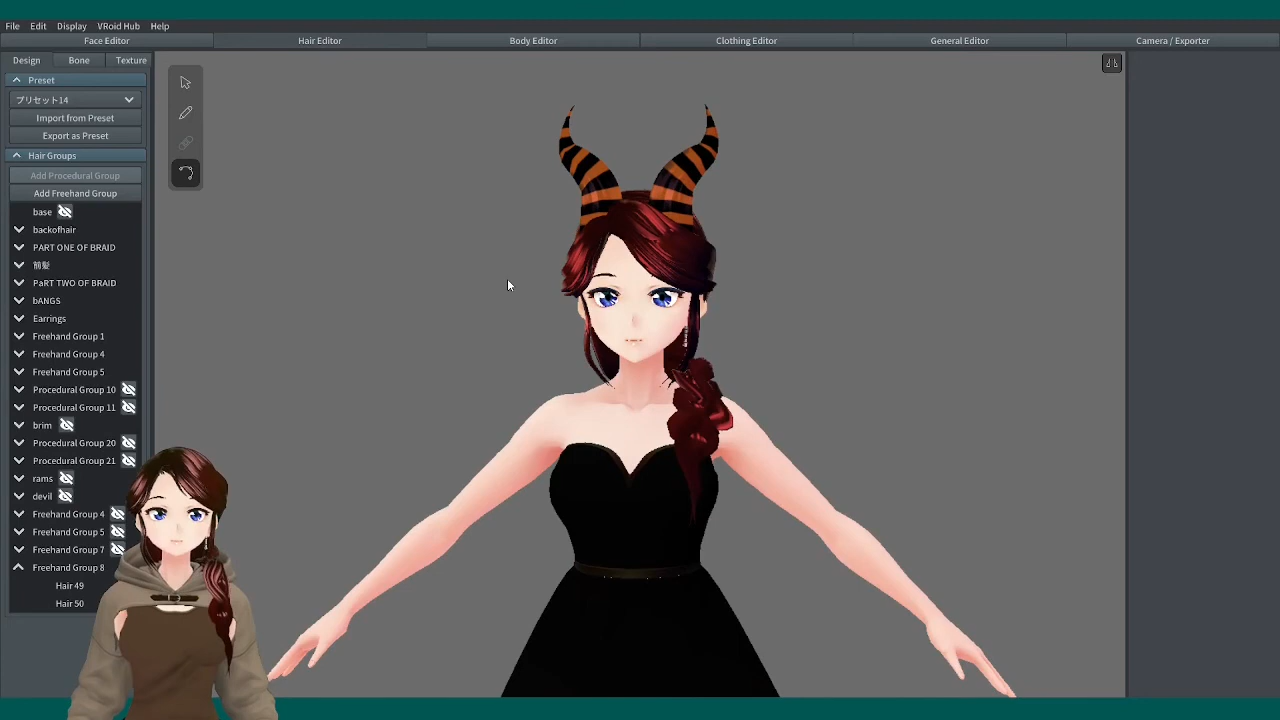 File Edit Display VRoid Hub Help
Face Editor Hair Editor Body Editor Clothing Editor General Editor Camera / Exporter
Design Bone Texture
Preset
プリセット14
Import from Preset
Export as Preset
Hair Groups
Add Procedural Group
Add Freehand Group
base
backofhair
PART ONE OF BRAID
前髪
PaRT TWO OF BRAID
bANGS
Earrings
Freehand Group 1
Freehand Group 4
Freehand Group 5
Procedural Group 10
Procedural Group 11
brim
Procedural Group 20
Procedural Group 21
rams
devil
Freehand Group 4
Freehand Group 5
Freehand Group 7
Freehand Group 8
Hair 49
Hair 50